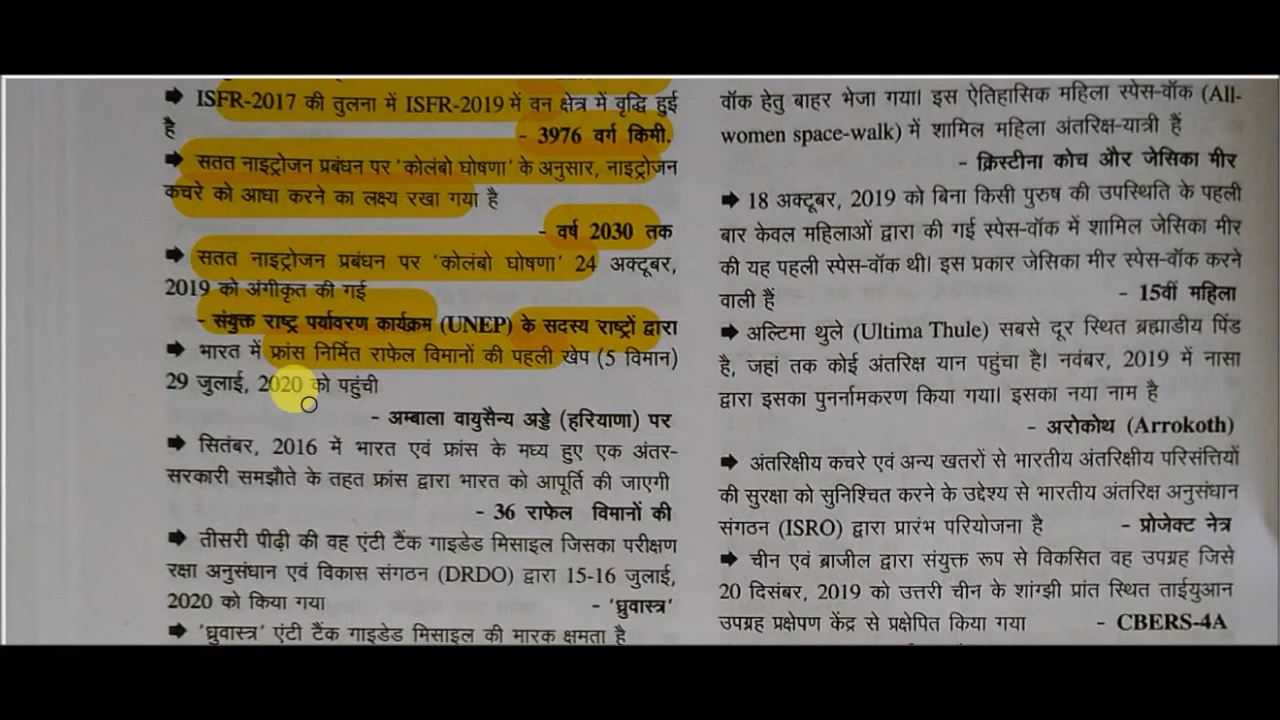 ➡ ISFR-2017 की तुलना में ISFR-2019 में वन क्षेत्र में वृद्धि हुई
है - 3976 वर्ग किमी.
➡ सतत नाइट्रोजन प्रबंधन पर 'कोलंबो घोषणा' के अनुसार, नाइट्रोजन
कचरे को आधा करने का लक्ष्य रखा गया है
- वर्ष 2030 तक
➡ सतत नाइट्रोजन प्रबंधन पर 'कोलंबो घोषणा' 24 अक्टूबर,
2019 को अंगीकृत की गई
- संयुक्त राष्ट्र पर्यावरण कार्यक्रम (UNEP) के सदस्य राष्ट्रों द्वारा
➡ भारत में फ्रांस निर्मित राफेल विमानों की पहली खेप (5 विमान)
29 जुलाई, 2020 को पहुंची
- अम्बाला वायुसैन्य अड्डे (हरियाणा) पर
➡ सितंबर, 2016 में भारत एवं फ्रांस के मध्य हुए एक अंतर-
सरकारी समझौते के तहत फ्रांस द्वारा भारत को आपूर्ति की जाएगी
- 36 राफेल विमानों की
➡ तीसरी पीढ़ी की वह एंटी टैंक गाइडेड मिसाइल जिसका परीक्षण
रक्षा अनुसंधान एवं विकास संगठन (DRDO) द्वारा 15-16 जुलाई,
2020 को किया गया - 'ध्रुवास्त्र'
➡ 'ध्रुवास्त्र' एंटी टैंक गाइडेड मिसाइल की मारक क्षमता है
वॉक हेतु बाहर भेजा गया। इस ऐतिहासिक महिला स्पेस-वॉक (All-
women space-walk) में शामिल महिला अंतरिक्ष-यात्री हैं
- क्रिस्टीना कोच और जेसिका मीर
➡ 18 अक्टूबर, 2019 को बिना किसी पुरुष की उपस्थिति के पहली
बार केवल महिलाओं द्वारा की गई स्पेस-वॉक में शामिल जेसिका मीर
की यह पहली स्पेस-वॉक थी। इस प्रकार जेसिका मीर स्पेस-वॉक करने
वाली हैं - 15वीं महिला
➡ अल्टिमा थुले (Ultima Thule) सबसे दूर स्थित ब्रह्माडीय पिंड
है, जहां तक कोई अंतरिक्ष यान पहुंचा है। नवंबर, 2019 में नासा
द्वारा इसका पुनर्नामकरण किया गया। इसका नया नाम है
- अरोकोथ (Arrokoth)
➡ अंतरिक्षीय कचरे एवं अन्य खतरों से भारतीय अंतरिक्षीय परिसंत्तियों
की सुरक्षा को सुनिश्चित करने के उद्देश्य से भारतीय अंतरिक्ष अनुसंधान
संगठन (ISRO) द्वारा प्रारंभ परियोजना है - प्रोजेक्ट नेत्र
➡ चीन एवं ब्राजील द्वारा संयुक्त रूप से विकसित वह उपग्रह जिसे
20 दिसंबर, 2019 को उत्तरी चीन के शांग्झी प्रांत स्थित ताईयुआन
उपग्रह प्रक्षेपण केंद्र से प्रक्षेपित किया गया - CBERS-4A